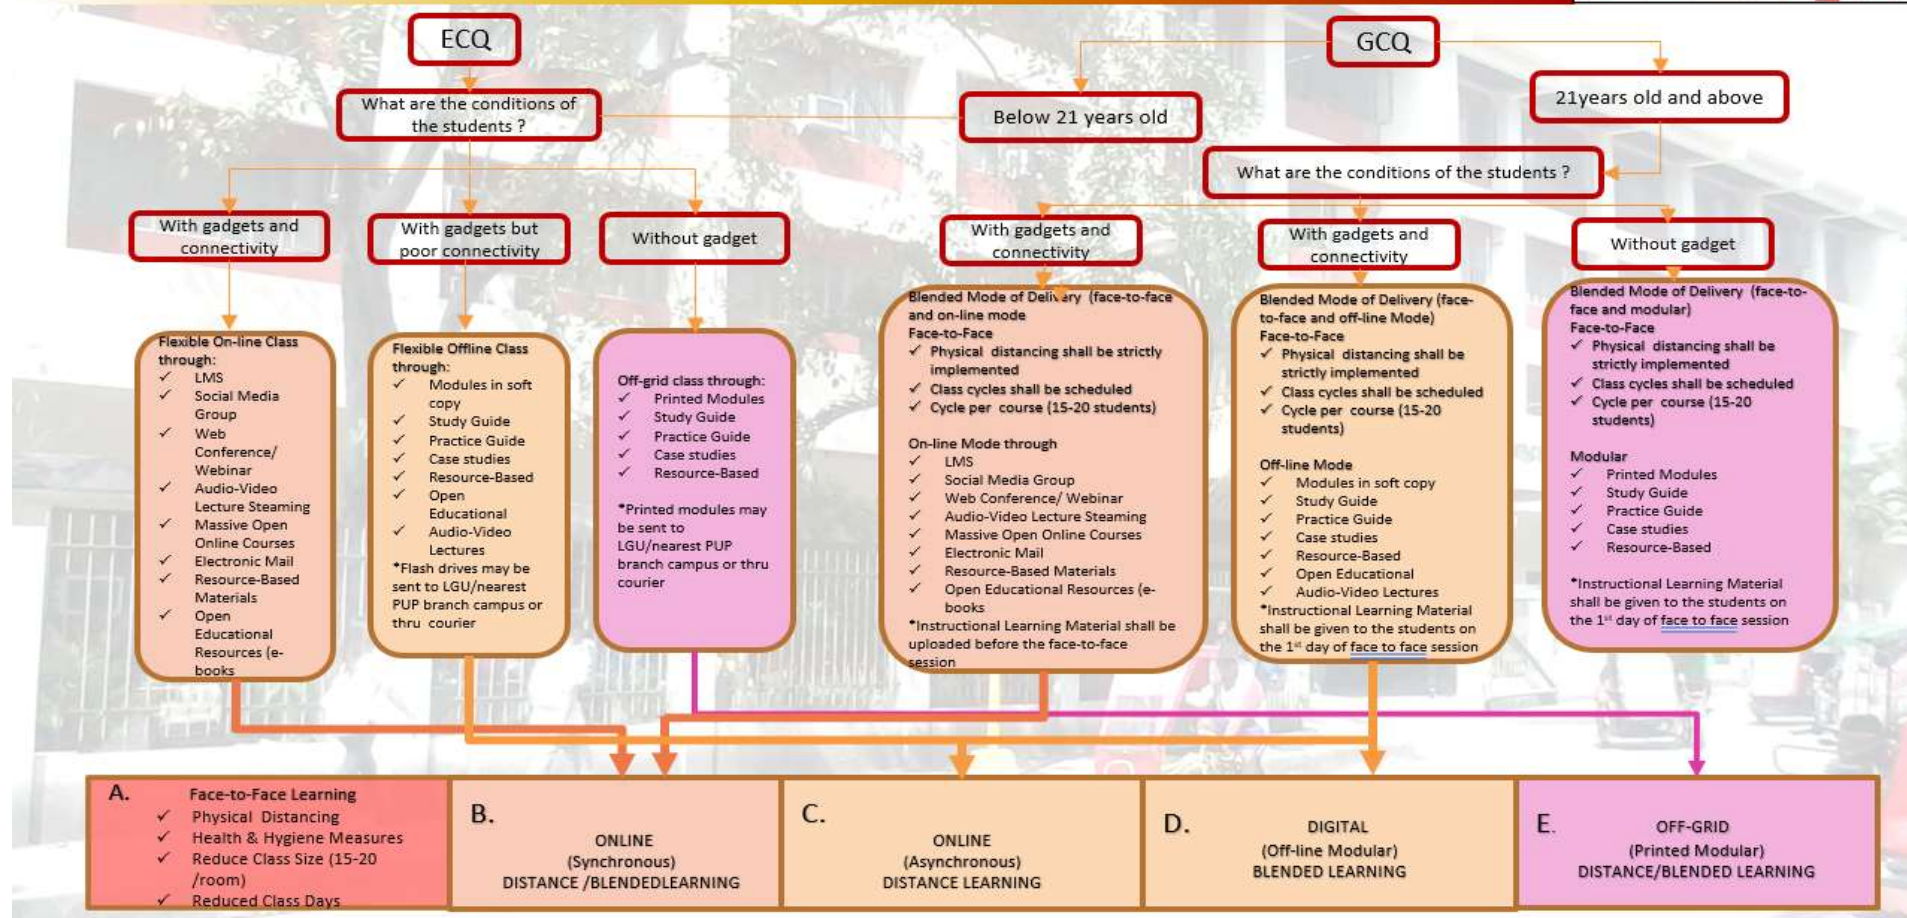 ECQ
GCQ
What are the conditions of
the students ?
Below 21 years old
21years old and above
What are the conditions of the students ?
With gadgets and
connectivity
With gadgets but
poor connectivity
Without gadget
With gadgets and
connectivity
With gadgets and
connectivity
Without gadget
Flexible On-line Class
through:
✓ LMS
✓ Social Media
Group
✓ Web
Conference/
Webinar
✓ Audio-Video
Lecture Steaming
✓ Massive Open
Online Courses
✓ Electronic Mail
✓ Resource-Based
Materials
✓ Open
Educational
Resources (e-
books
Flexible Offline Class
through:
✓ Modules in soft
copy
✓ Study Guide
✓ Practice Guide
✓ Case studies
✓ Resource-Based
✓ Open
Educational
✓ Audio-Video
Lectures
*Flash drives may be
sent to LGU/nearest
PUP branch campus or
thru courier
Off-grid class through:
✓ Printed Modules
✓ Study Guide
✓ Practice Guide
✓ Case studies
✓ Resource-Based
*Printed modules may
be sent to
LGU/nearest PUP
branch campus or thru
courier
Blended Mode of Delivery (face-to-face
and on-line mode
Face-to-Face
✓ Physical distancing shall be strictly
implemented
✓ Class cycles shall be scheduled
✓ Cycle per course (15-20 students)
On-line Mode through
✓ LMS
✓ Social Media Group
✓ Web Conference/ Webinar
✓ Audio-Video Lecture Steaming
✓ Massive Open Online Courses
✓ Electronic Mail
✓ Resource-Based Materials
✓ Open Educational Resources (e-
books
*Instructional Learning Material shall be
uploaded before the face-to-face
session
Blended Mode of Delivery (face-
to-face and off-line Mode)
Face-to-Face
✓ Physical distancing shall be
strictly implemented
✓ Class cycles shall be scheduled
✓ Cycle per course (15-20
students)
Off-line Mode
✓ Modules in soft copy
✓ Study Guide
✓ Practice Guide
✓ Case studies
✓ Resource-Based
✓ Open Educational
✓ Audio-Video Lectures
*Instructional Learning Material
shall be given to the students on
the 1st day of face to face session
Blended Mode of Delivery (face-to-
face and modular)
Face-to-Face
✓ Physical distancing shall be
strictly implemented
✓ Class cycles shall be scheduled
✓ Cycle per course (15-20
students)
Modular
✓ Printed Modules
✓ Study Guide
✓ Practice Guide
✓ Case studies
✓ Resource-Based
*Instructional Learning Material
shall be given to the students on
the 1st day of face to face session
A. Face-to-Face Learning
✓ Physical Distancing
✓ Health & Hygiene Measures
✓ Reduce Class Size (15-20
/room)
✓ Reduced Class Days
B.
ONLINE
(Synchronous)
DISTANCE /BLENDEDLEARNING
C.
ONLINE
(Asynchronous)
DISTANCE LEARNING
D.
DIGITAL
(Off-line Modular)
BLENDED LEARNING
E.
OFF-GRID
(Printed Modular)
DISTANCE/BLENDED LEARNING